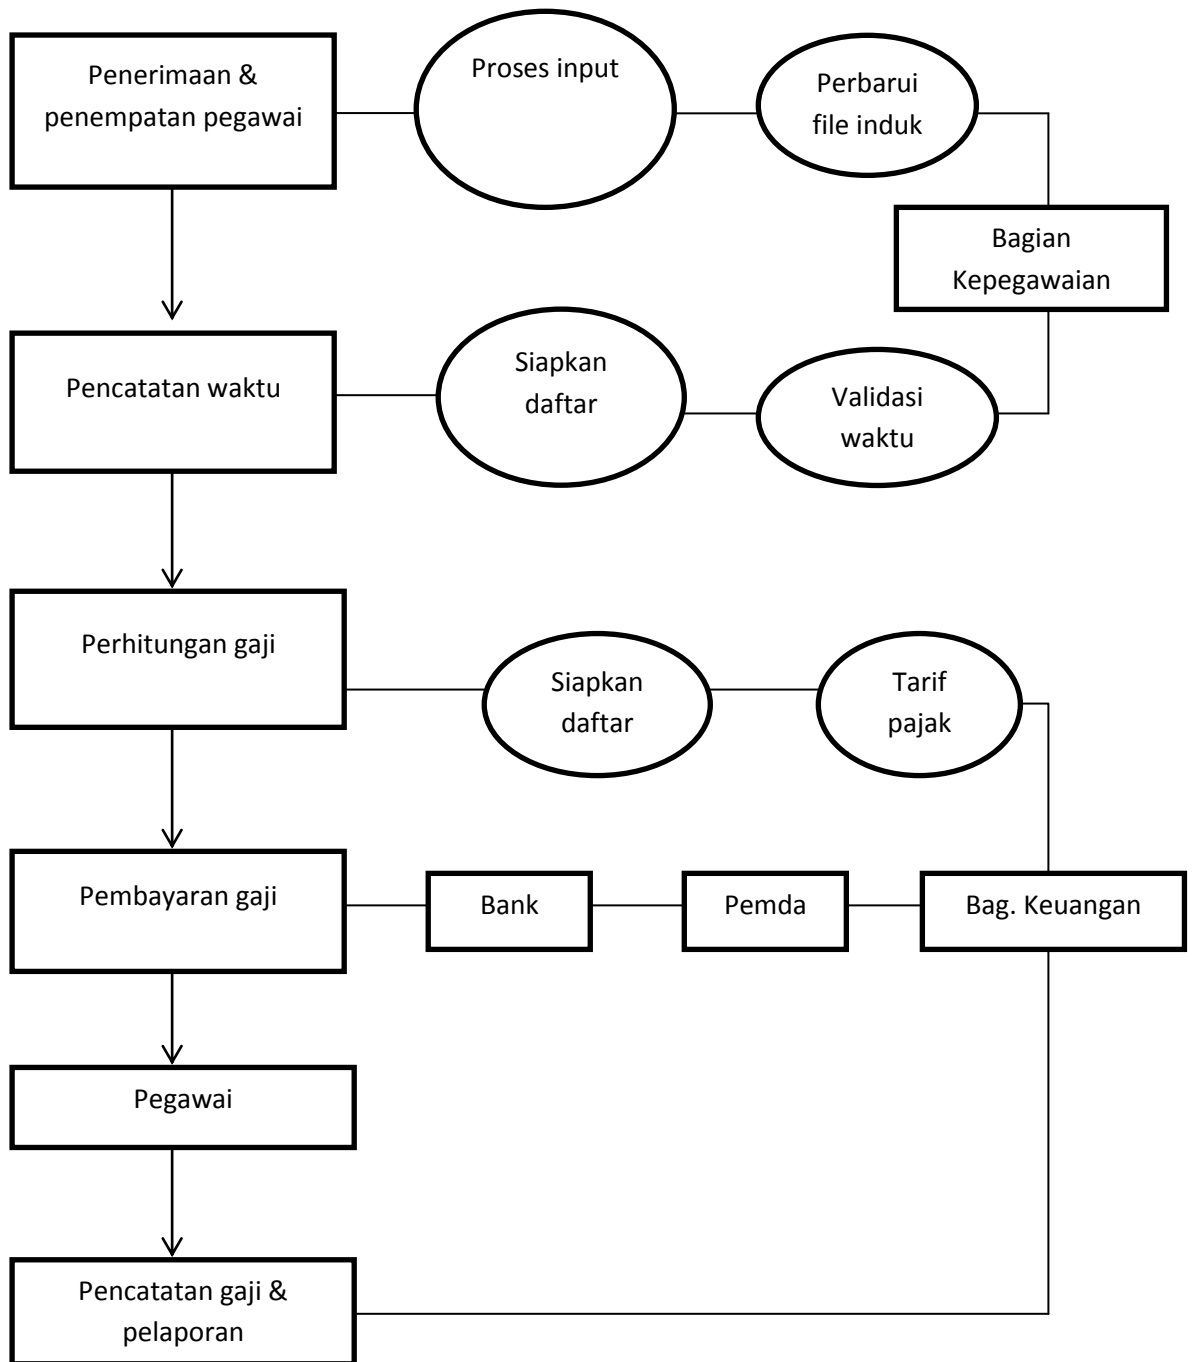 Penerimaan &
penempatan pegawai
Proses input
Perbarui
file induk
Bagian
Kepegawaian
Pencatatan waktu
Siapkan
daftar
Validasi
waktu
Perhitungan gaji
Siapkan
daftar
Tarif
pajak
Pembayaran gaji
Bank
Pemda
Bag. Keuangan
Pegawai
Pencatatan gaji &
pelaporan